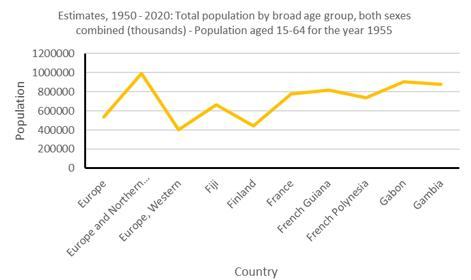 Estimates, 1950 - 2020: Total population by broad age group, both sexes
combined (thousands) - Population aged 15-64 for the year 1955
1200000
1000000
800000
600000
400000
200000
0
Population
Europe
Europe and Northern...
Europe, Western
Fiji
Finland
France
French Guiana
French Polynesia
Gabon
Gambia
Country